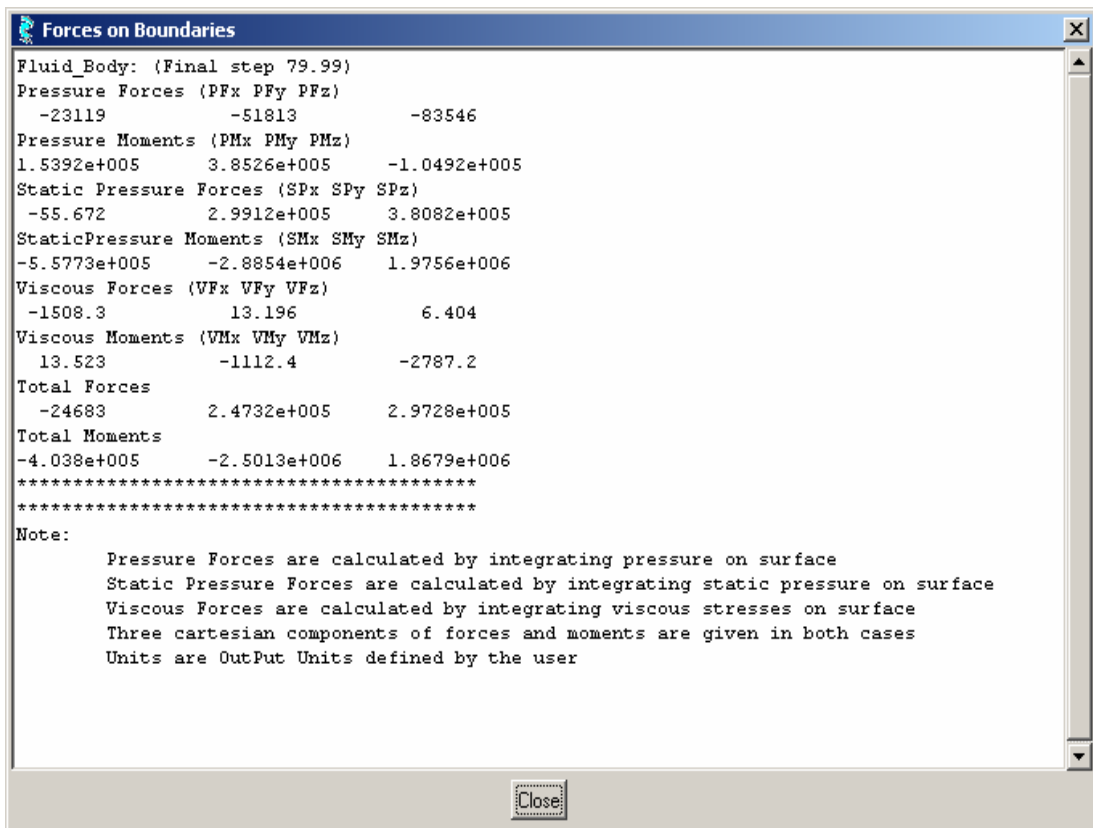 Forces on Boundaries
Fluid_Body: (Final step 79.99)
Pressure Forces (PFx PFy PFz)
-23119 -51813 -83546
Pressure Moments (PMx PMy PMz)
1.5392e+005 3.8526e+005 -1.0492e+005
Static Pressure Forces (SPx SPy SPz)
-55.672 2.9912e+005 3.8082e+005
StaticPressure Moments (SMx SMy SMz)
-5.5773e+005 -2.8854e+006 1.9756e+006
Viscous Forces (VFx VFy VFz)
-1508.3 13.196 6.404
Viscous Moments (VMx VMy VMz)
13.523 -1112.4 -2787.2
Total Forces
-24683 2.4732e+005 2.9728e+005
Total Moments
-4.038e+005 -2.5013e+006 1.8679e+006
*****************************************
*****************************************
Note:
Pressure Forces are calculated by integrating pressure on surface
Static Pressure Forces are calculated by integrating static pressure on surface
Viscous Forces are calculated by integrating viscous stresses on surface
Three cartesian components of forces and moments are given in both cases
Units are OutPut Units defined by the user
Close